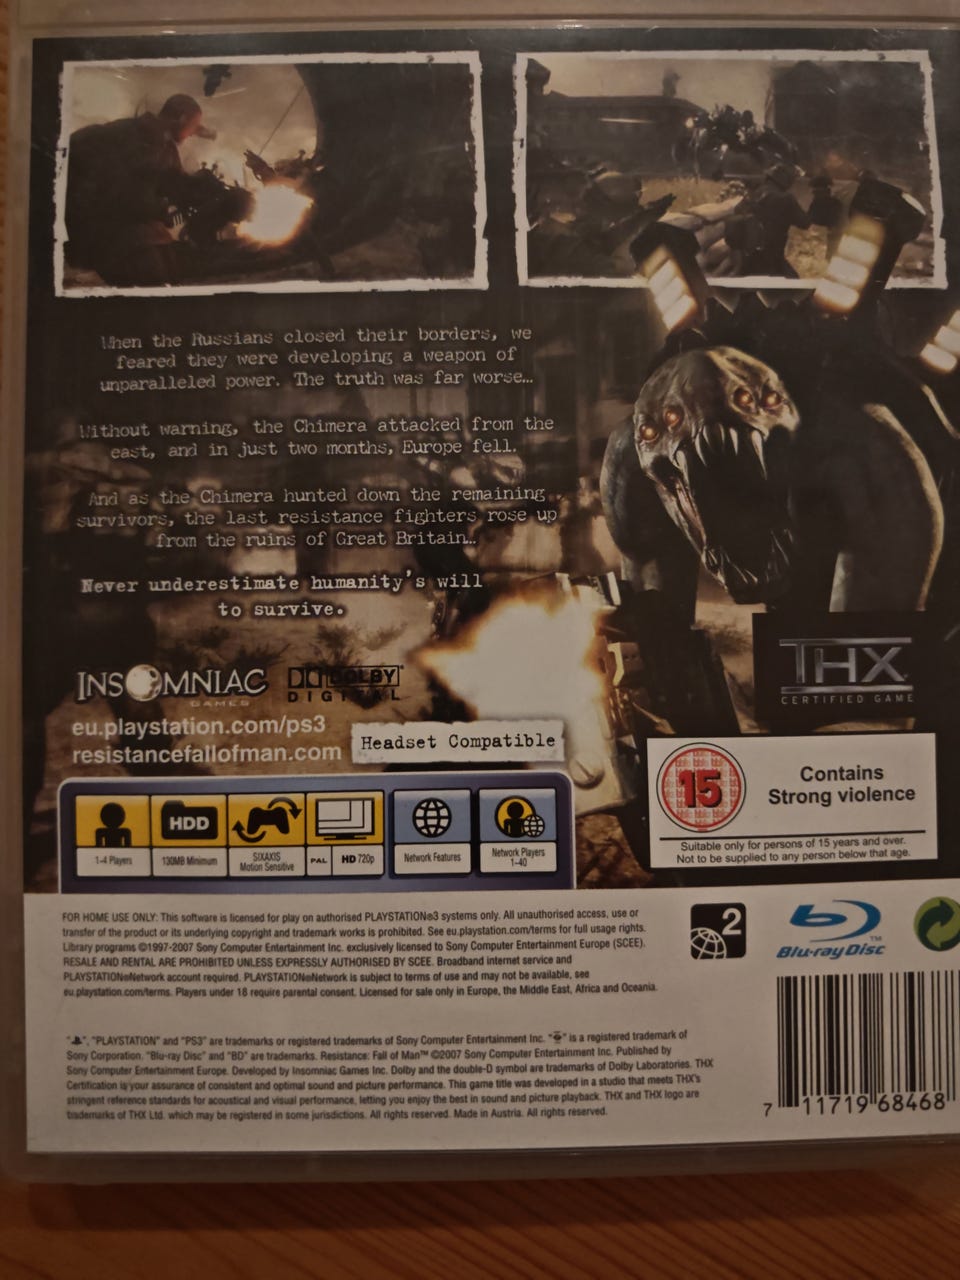 When the Russians closed their borders, we
feared they were developing a weapon of
unparalleled power. The truth was far worse...
Without warning, the Chimera attacked from the
east, and in just two months, Europe fell.
And as the Chimera hunted down the remaining
survivors, the last resistance fighters rose up
from the ruins of Great Britain...
Never underestimate humanity's will
to survive.
INSOMNIAC
GAMES
DOLBY
DIGITAL
THX
CERTIFIED GAME
eu.playstation.com/ps3
resistancefallofman.com
Headset Compatible
15
Contains
Strong violence
Suitable only for persons of 15 years and over.
Not to be supplied to any person below that age.
HDD
1-4 Players
130MB Minimum
SIXAXIS
Motion Sensitive
PAL
HD 720p
Network Features
Network Players
1-40
FOR HOME USE ONLY: This software is licensed for play on authorised PLAYSTATION®3 systems only. All unauthorised access, use or
transfer of the product or its underlying copyright and trademark works is prohibited. See eu.playstation.com/terms for full usage rights.
Library programs ©1997-2007 Sony Computer Entertainment Inc. exclusively licensed to Sony Computer Entertainment Europe (SCEE).
RESALE AND RENTAL ARE PROHIBITED UNLESS EXPRESSLY AUTHORISED BY SCEE. Broadband internet service and
PLAYSTATION®Network account required. PLAYSTATION®Network is subject to terms of use and may not be available, see
eu.playstation.com/terms. Players under 18 require parental consent. Licensed for sale only in Europe, the Middle East, Africa and Oceania.
2
Blu-ray Disc
TM
" ", "PLAYSTATION" and "PS3" are trademarks or registered trademarks of Sony Computer Entertainment Inc. " " is a registered trademark of
Sony Corporation. "Blu-ray Disc" and "BD" are trademarks. Resistance: Fall of Man™ ©2007 Sony Computer Entertainment Inc. Published by
Sony Computer Entertainment Europe. Developed by Insomniac Games Inc. Dolby and the double-D symbol are trademarks of Dolby Laboratories. THX
Certification is your assurance of consistent and optimal sound and picture performance. This game title was developed in a studio that meets THX's
stringent reference standards for acoustical and visual performance, letting you enjoy the best in sound and picture playback. THX and THX logo are
trademarks of THX Ltd. which may be registered in some jurisdictions. All rights reserved. Made in Austria. All rights reserved.
7 11719 68468